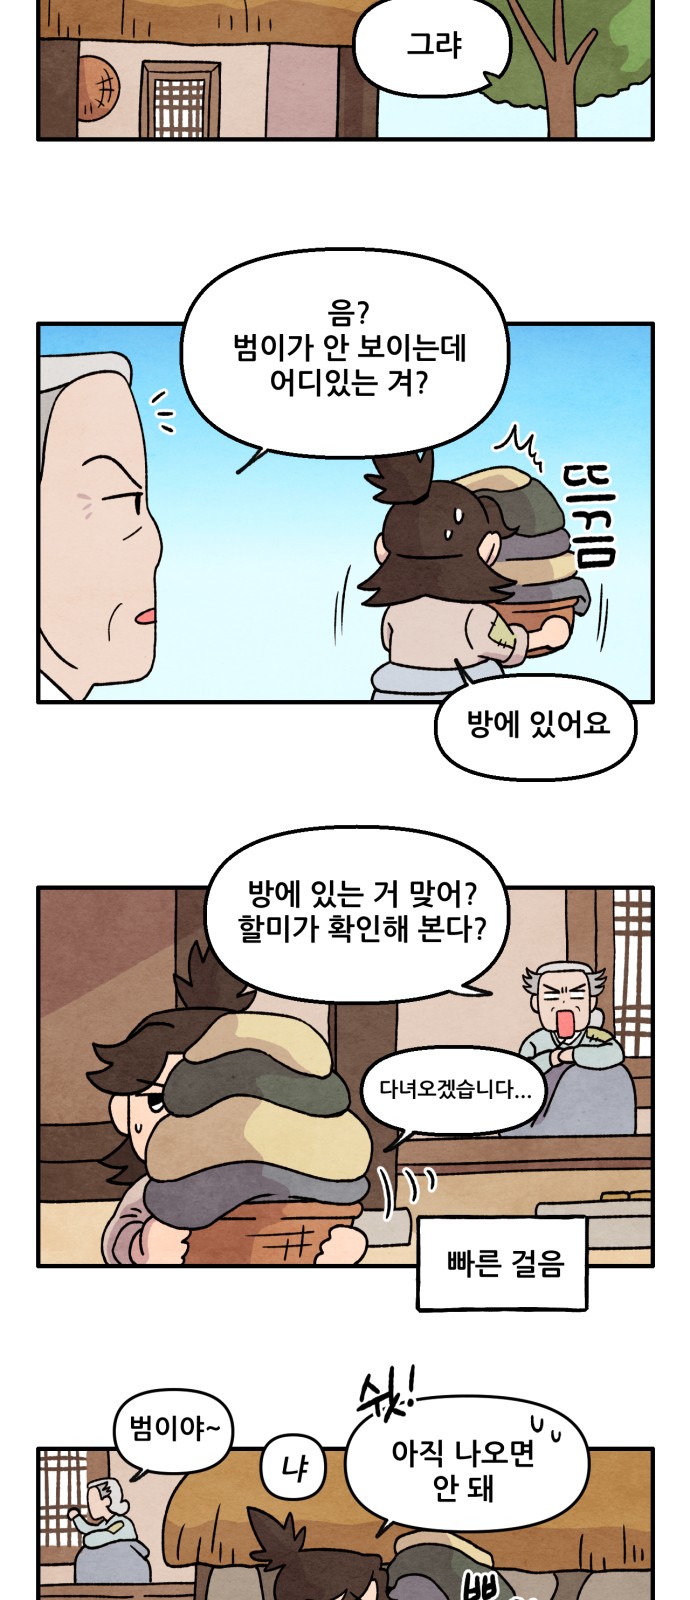 그랴
음?
범이가 안 보이는데
어디있는 겨?
뜨끔
방에 있어요
방에 있는 거 맞어?
할미가 확인해 본다?
다녀오겠습니다...
빠른 걸음
쉿!
범이야~
냐
아직 나오면
안 돼